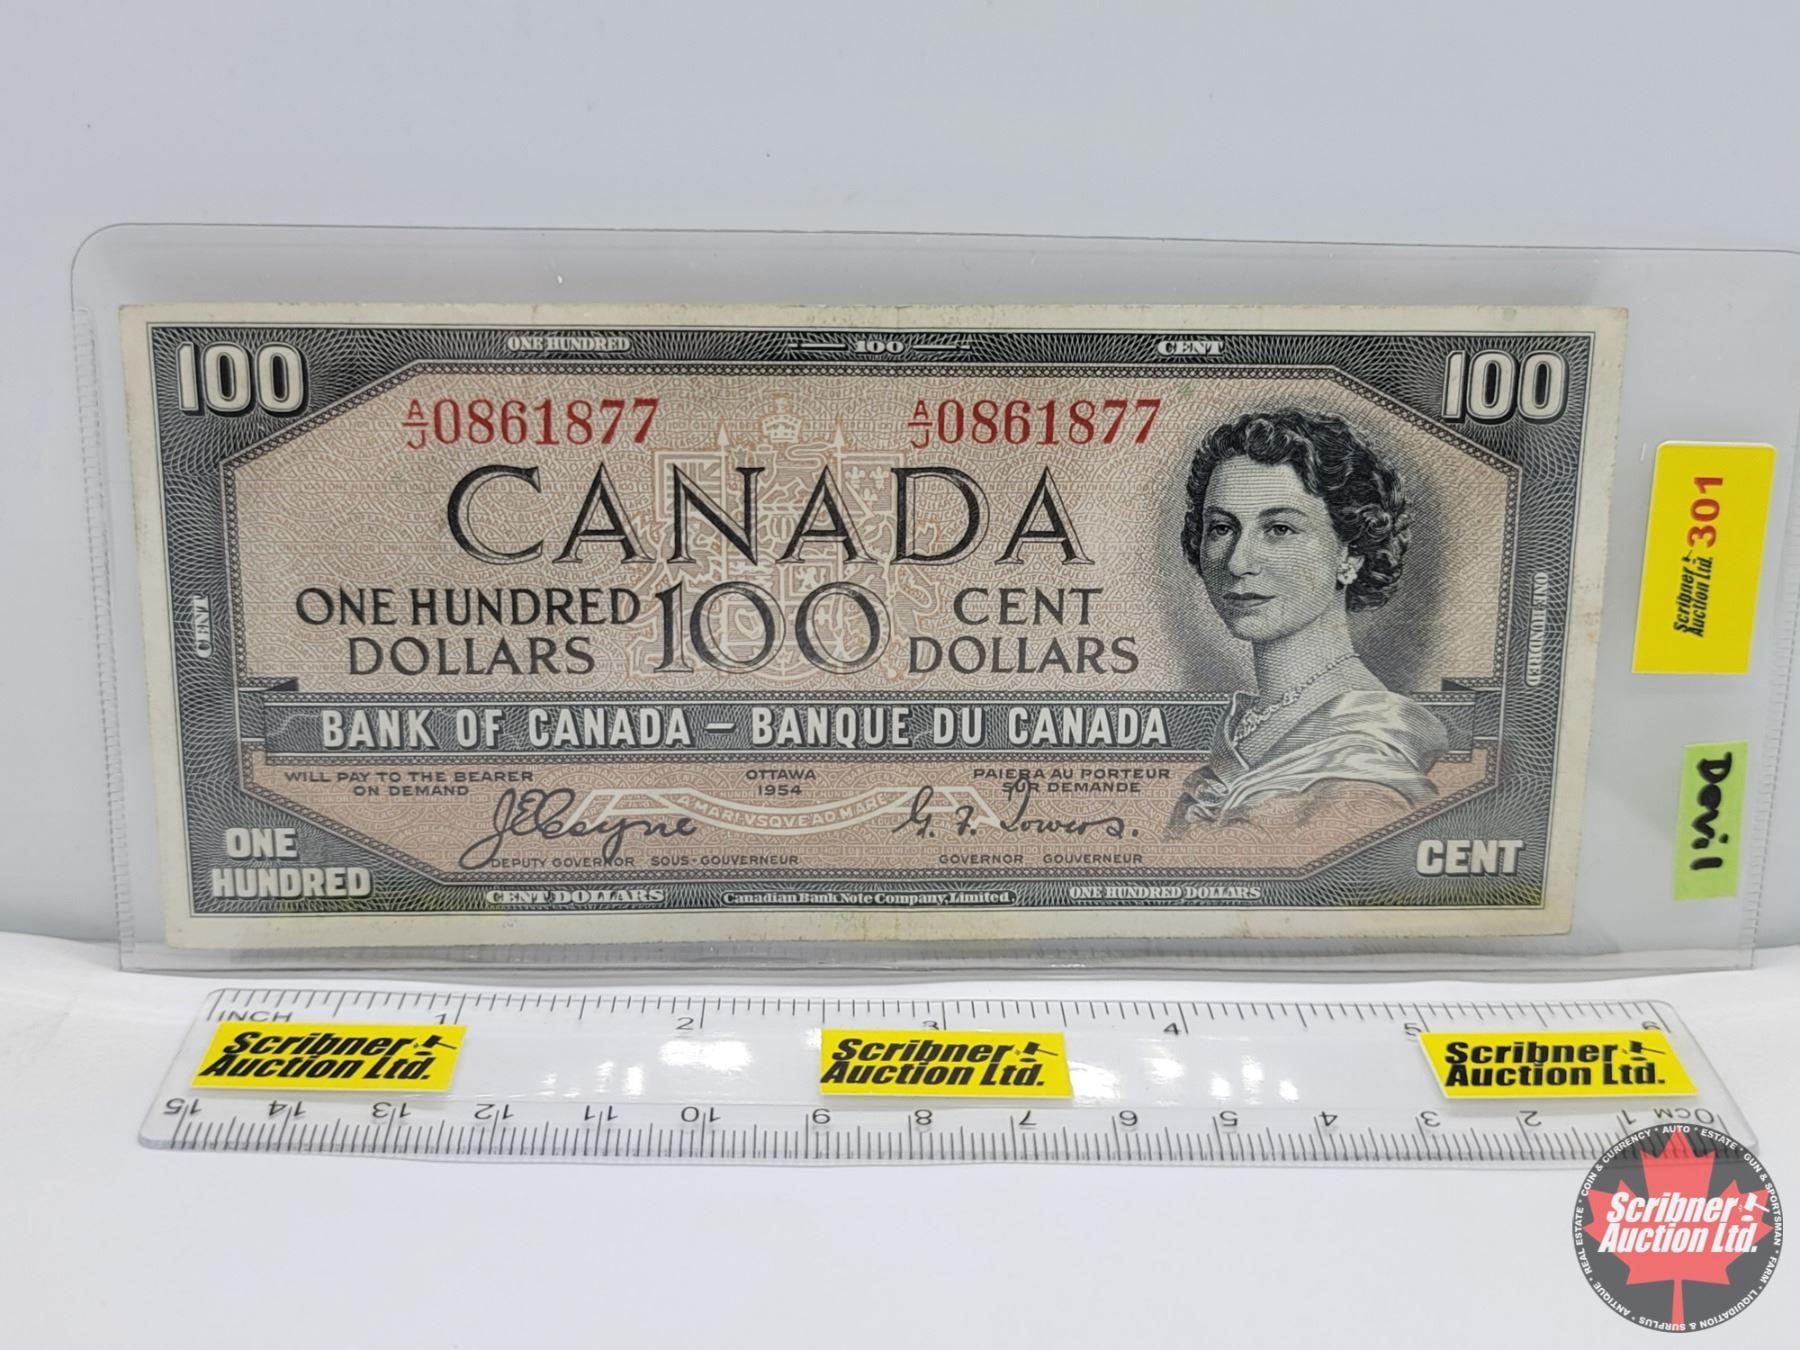 100 ONE HUNDRED 100 CENT 100
A/J 0861877 A/J 0861877
CANADA
ONE HUNDRED DOLLARS 100 CENT DOLLARS
CENT
ONE HUNDRED
BANK OF CANADA – BANQUE DU CANADA
WILL PAY TO THE BEARER ON DEMAND
OTTAWA
1954
PAIERA AU PORTEUR SUR DEMANDE
A·MARI·VSQVE·AD·MARE
J.E. Coyne G. F. Towers.
DEPUTY GOVERNOR SOUS-GOUVERNEUR GOVERNOR GOUVERNEUR
ONE HUNDRED
CENT
CENT DOLLARS Canadian Bank Note Company, Limited. ONE HUNDRED DOLLARS
Scribner Auction Ltd. 301
Devil
INCH 1 2 3 4 5 6
Scribner Auction Ltd. Scribner Auction Ltd. Scribner Auction Ltd.
15 14 13 12 11 10 9 8 7 6 5 4 3 2 1 0CM
COIN & CURRENCY · AUTO · ESTATE · GUN & SPORTSMAN · FARM · LIQUIDATION & SURPLUS · ANTIQUE · REAL ESTATE
Scribner
Auction Ltd.